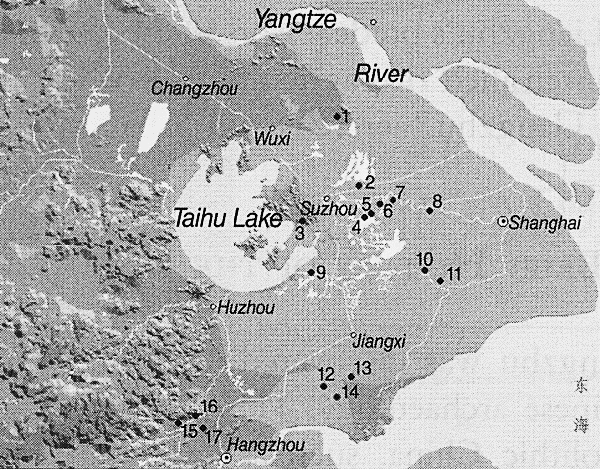 Yangtze
River
Changzhou
1
Wuxi
2
7
5
6
8
Suzhou
4
Taihu Lake
3
Shanghai
9
10
11
Huzhou
Jiangxi
12
13
14
东
海
16
15
17
Hangzhou